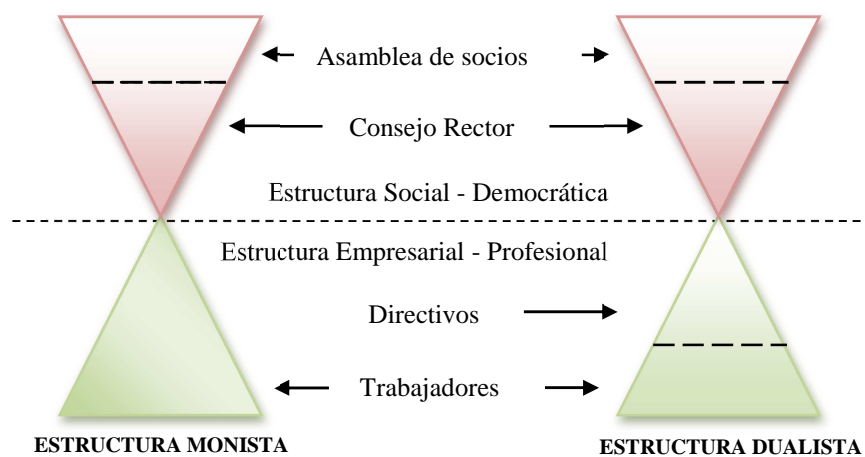 Asamblea de socios
Consejo Rector
Estructura Social - Democrática
Estructura Empresarial - Profesional
Directivos
Trabajadores
ESTRUCTURA MONISTA
ESTRUCTURA DUALISTA